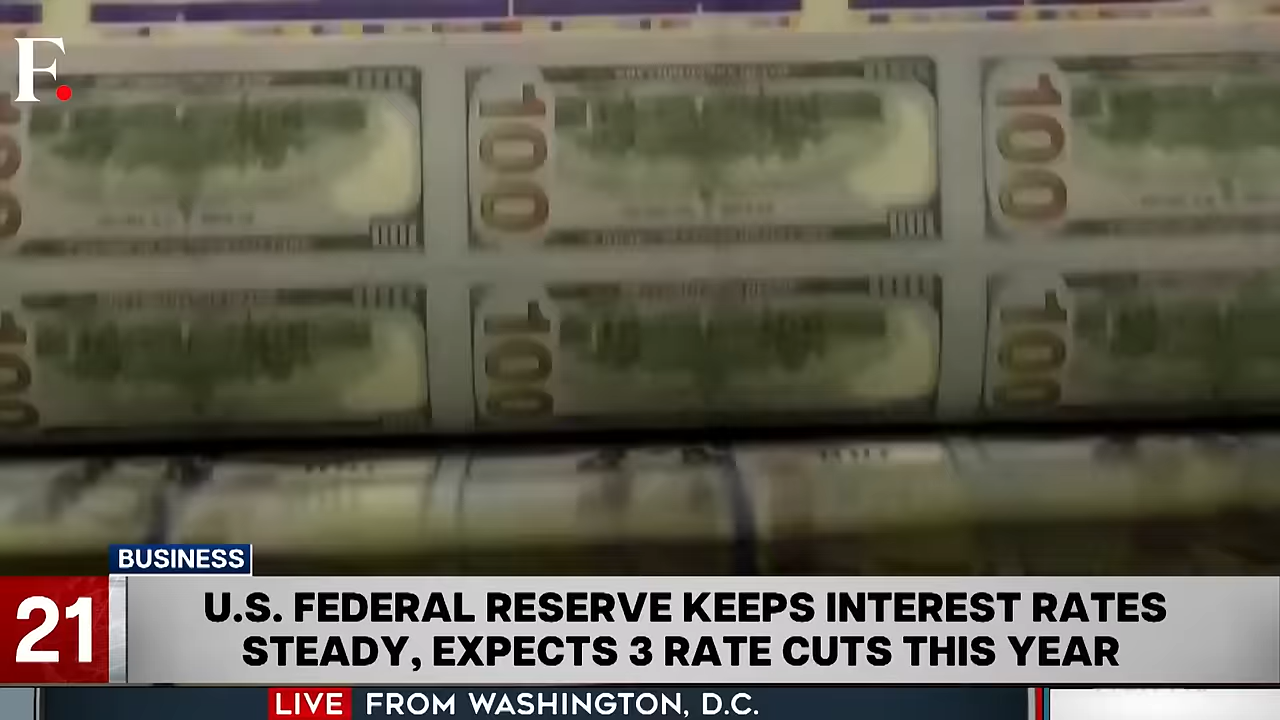 F.
100
100
100
100
100
100
BUSINESS
21
U.S. FEDERAL RESERVE KEEPS INTEREST RATES
STEADY, EXPECTS 3 RATE CUTS THIS YEAR
LIVE FROM WASHINGTON, D.C.